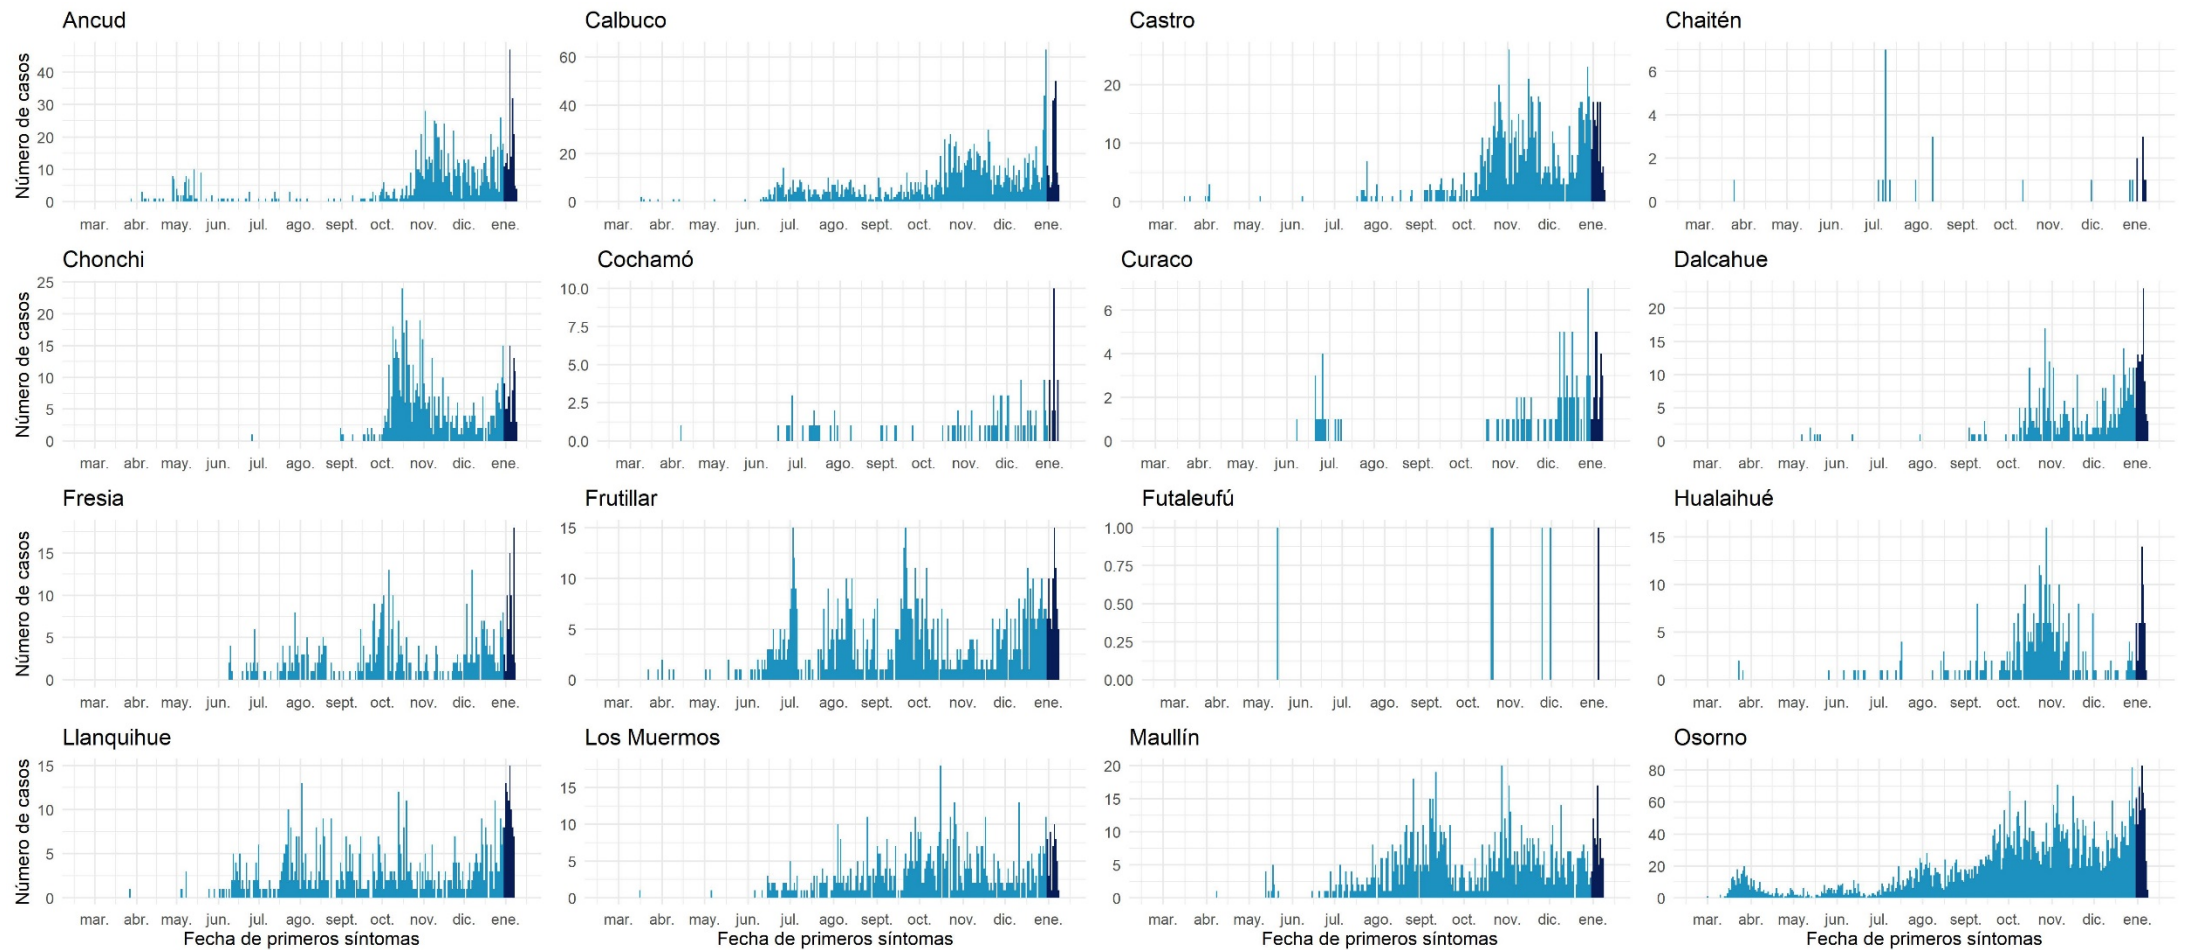 Ancud
Calbuco
Castro
Chaitén
Número de casos
40
30
20
10
0
60
40
20
0
20
10
0
6
4
2
0
mar. abr. may. jun. jul. ago. sept. oct. nov. dic. ene.
mar. abr. may. jun. jul. ago. sept. oct. nov. dic. ene.
mar. abr. may. jun. jul. ago. sept. oct. nov. dic. ene.
mar. abr. may. jun. jul. ago. sept. oct. nov. dic. ene.
Chonchi
Cochamó
Curaco
Dalcahue
Número de casos
25
20
15
10
5
0
10.0
7.5
5.0
2.5
0.0
6
4
2
0
20
15
10
5
0
mar. abr. may. jun. jul. ago. sept. oct. nov. dic. ene.
mar. abr. may. jun. jul. ago. sept. oct. nov. dic. ene.
mar. abr. may. jun. jul. ago. sept. oct. nov. dic. ene.
mar. abr. may. jun. jul. ago. sept. oct. nov. dic. ene.
Fresia
Frutillar
Futaleufú
Hualaihué
Número de casos
15
10
5
0
15
10
5
0
1.00
0.75
0.50
0.25
0.00
15
10
5
0
mar. abr. may. jun. jul. ago. sept. oct. nov. dic. ene.
mar. abr. may. jun. jul. ago. sept. oct. nov. dic. ene.
mar. abr. may. jun. jul. ago. sept. oct. nov. dic. ene.
mar. abr. may. jun. jul. ago. sept. oct. nov. dic. ene.
Llanquihue
Los Muermos
Maullín
Osorno
Número de casos
15
10
5
0
15
10
5
0
20
15
10
5
0
80
60
40
20
0
mar. abr. may. jun. jul. ago. sept. oct. nov. dic. ene.
mar. abr. may. jun. jul. ago. sept. oct. nov. dic. ene.
mar. abr. may. jun. jul. ago. sept. oct. nov. dic. ene.
mar. abr. may. jun. jul. ago. sept. oct. nov. dic. ene.
Fecha de primeros síntomas
Fecha de primeros síntomas
Fecha de primeros síntomas
Fecha de primeros síntomas